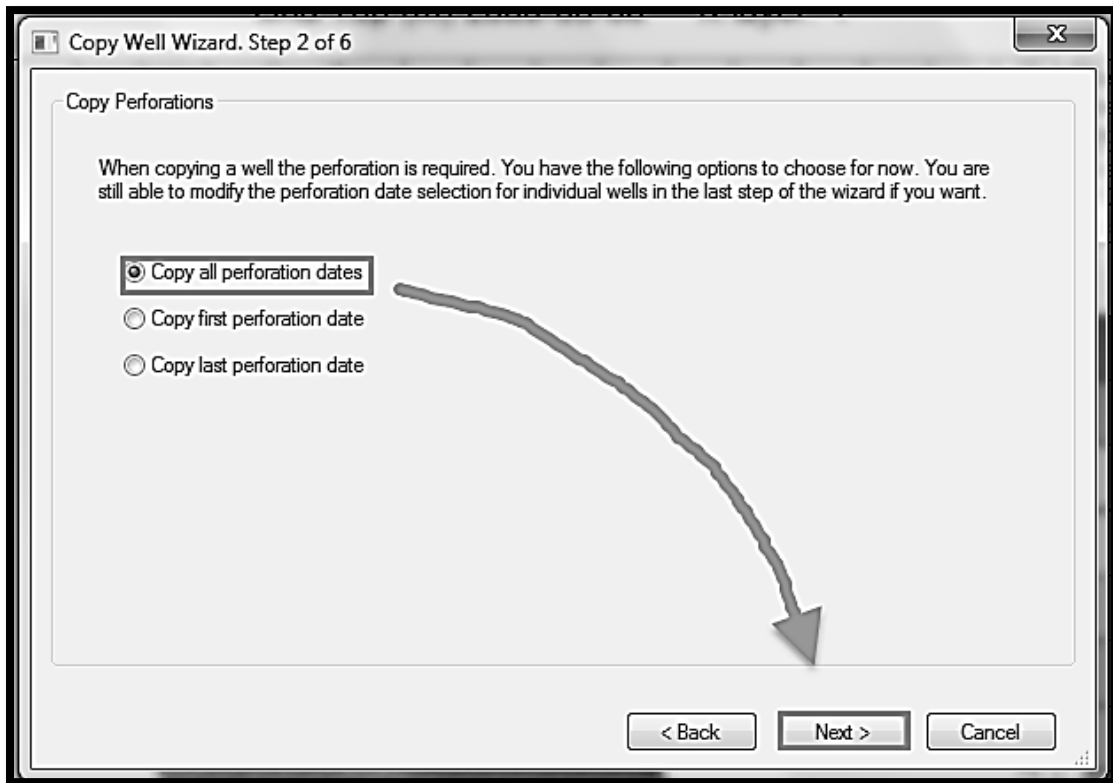 Copy Well Wizard. Step 2 of 6
Copy Perforations
When copying a well the perforation is required. You have the following options to choose for now. You are
still able to modify the perforation date selection for individual wells in the last step of the wizard if you want.
Copy all perforation dates
Copy first perforation date
Copy last perforation date
< Back Next > Cancel